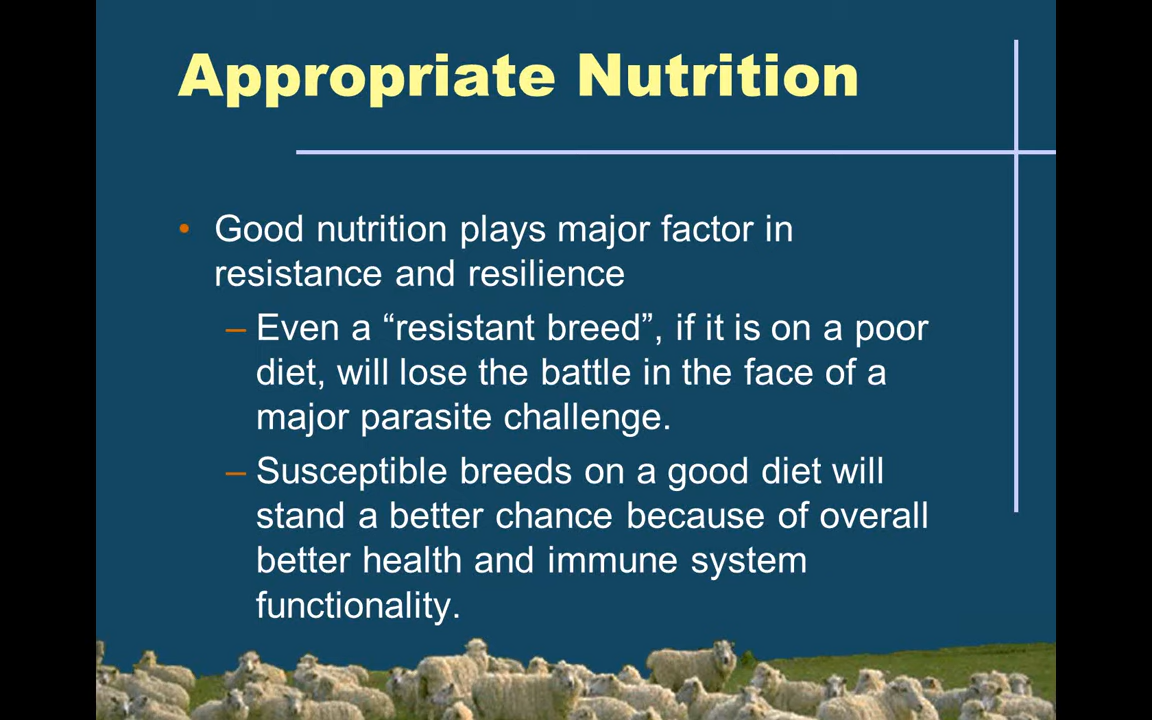 Appropriate Nutrition
• Good nutrition plays major factor in
resistance and resilience
– Even a “resistant breed”, if it is on a poor
diet, will lose the battle in the face of a
major parasite challenge.
– Susceptible breeds on a good diet will
stand a better chance because of overall
better health and immune system
functionality.